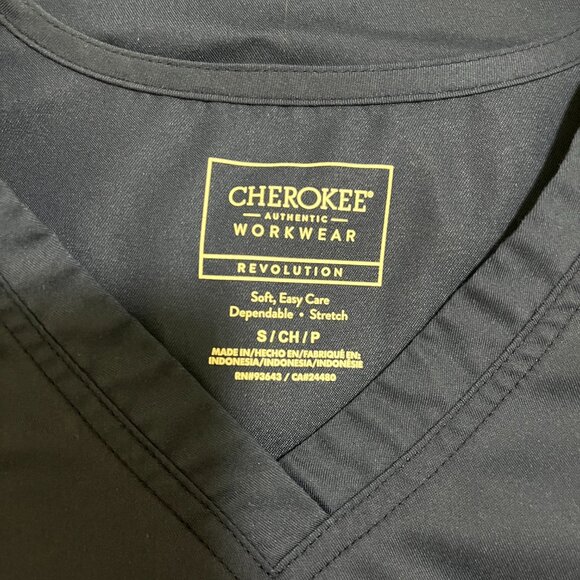 CHEROKEE®
AUTHENTIC
WORKWEAR
REVOLUTION
Soft, Easy Care
Dependable • Stretch
S / CH / P
MADE IN/HECHO EN/FABRIQUÉ EN:
INDONESIA/INDONESIA/INDONÉSIE
RN#93643 / CA#24480